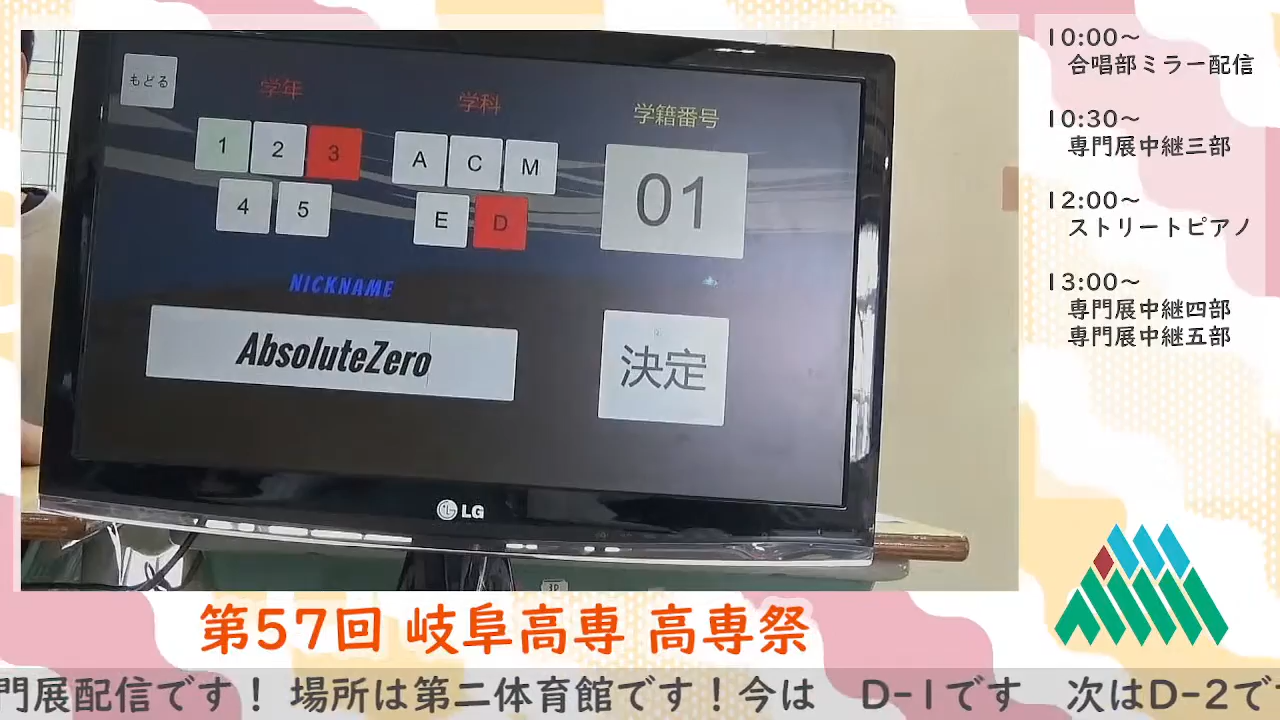 もどる
学年
学科
学籍番号
1 2 3
A C M
01
4 5
E D
NICKNAME
AbsoluteZero
決定
LG
10:00～
合唱部ミラー配信
10:30～
専門展中継三部
12:00～
ストリートピアノ
13:00～
専門展中継四部
専門展中継五部
第57回 岐阜高専 高専祭
門展配信です！ 場所は第二体育館です！今は D-1です 次はD-2で